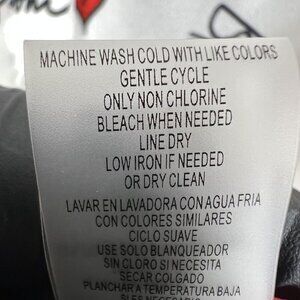 MACHINE WASH COLD WITH LIKE COLORS
GENTLE CYCLE
ONLY NON CHLORINE
BLEACH WHEN NEEDED
LINE DRY
LOW IRON IF NEEDED
OR DRY CLEAN
LAVAR EN LAVADORA CON AGUA FRIA
CON COLORES SIMILARES
CICLO SUAVE
USE SOLO BLANQUEADOR
SIN CLORO SI NECESITA
SECAR COLGADO
PLANCHAR A TEMPERATURA BAJA